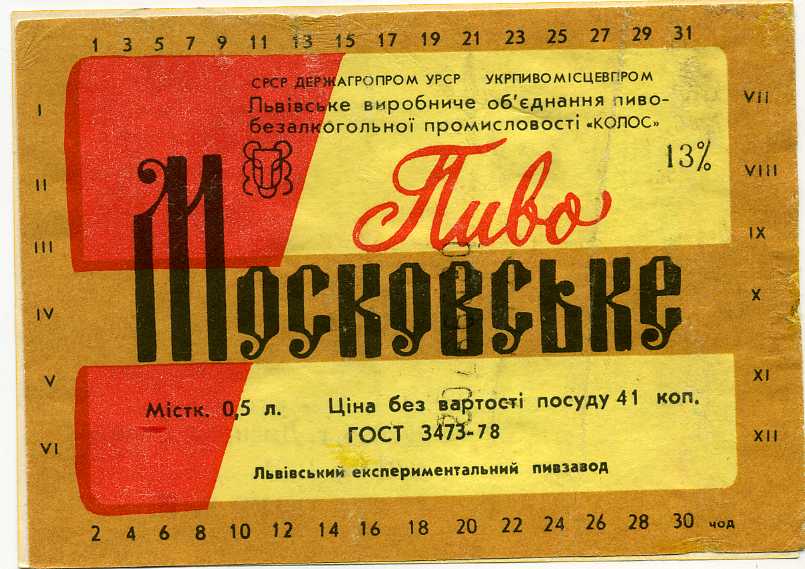 1 3 5 7 9 11 13 15 17 19 21 23 25 27 29 31
СРСР ДЕРЖАГРОПРОМ УРСР УКРПИВОМІСЦЕВПРОМ
Львівське виробниче об'єднання пиво-
безалкогольної промисловості «КОЛОС»
13%
Пиво
Московське
Містк. 0,5 л. Ціна без вартості посуду 41 коп.
ГОСТ 3473-78
Львівський експериментальний пивзавод
I
II
III
IV
V
VI
VII
VIII
IX
X
XI
XII
2 4 6 8 10 12 14 16 18 20 22 24 26 28 30 чод